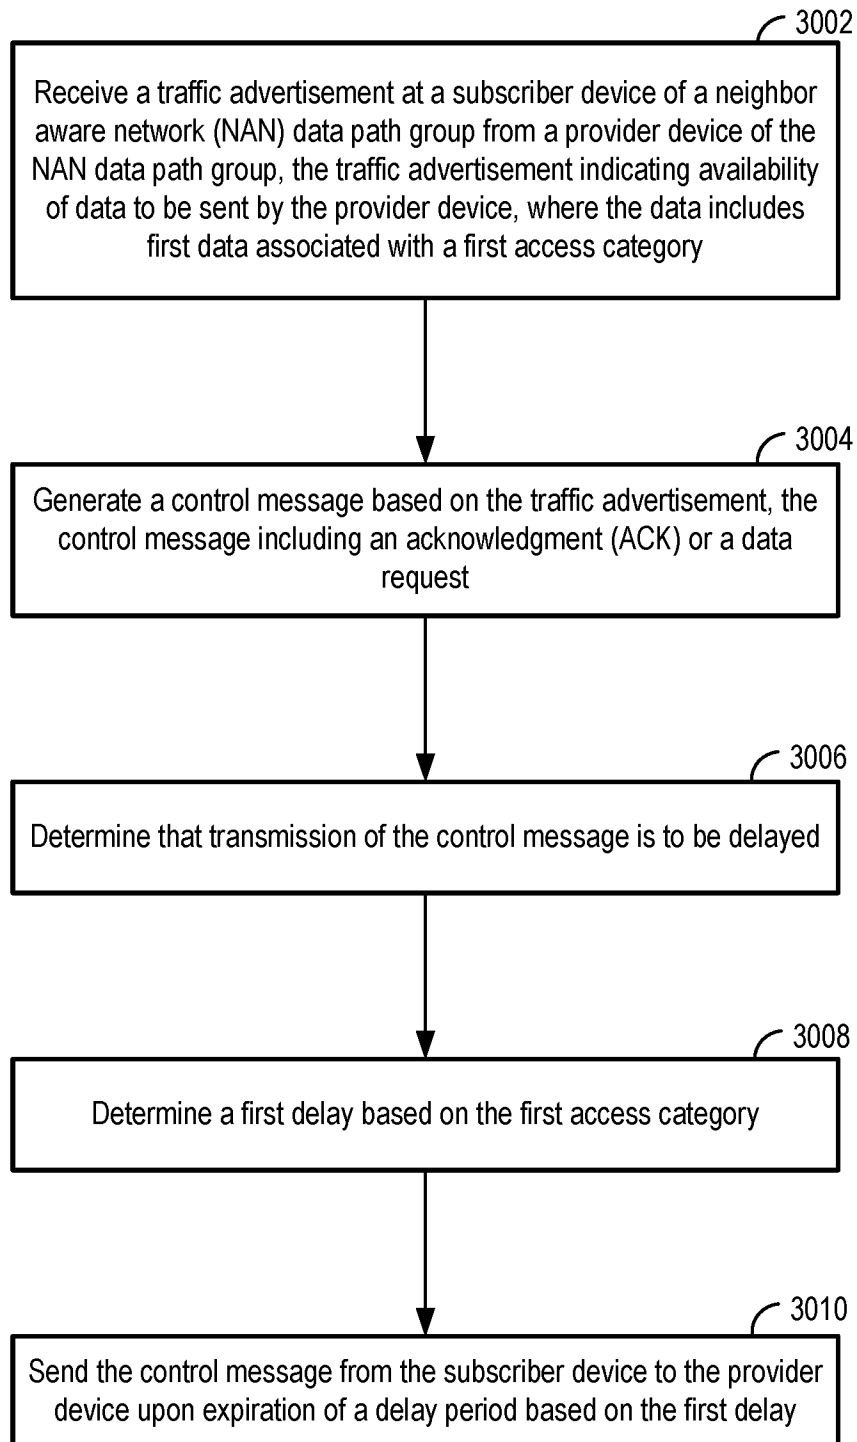 3002
Receive a traffic advertisement at a subscriber device of a neighbor
aware network (NAN) data path group from a provider device of the
NAN data path group, the traffic advertisement indicating availability
of data to be sent by the provider device, where the data includes
first data associated with a first access category
3004
Generate a control message based on the traffic advertisement, the
control message including an acknowledgment (ACK) or a data
request
3006
Determine that transmission of the control message is to be delayed
3008
Determine a first delay based on the first access category
3010
Send the control message from the subscriber device to the provider
device upon expiration of a delay period based on the first delay